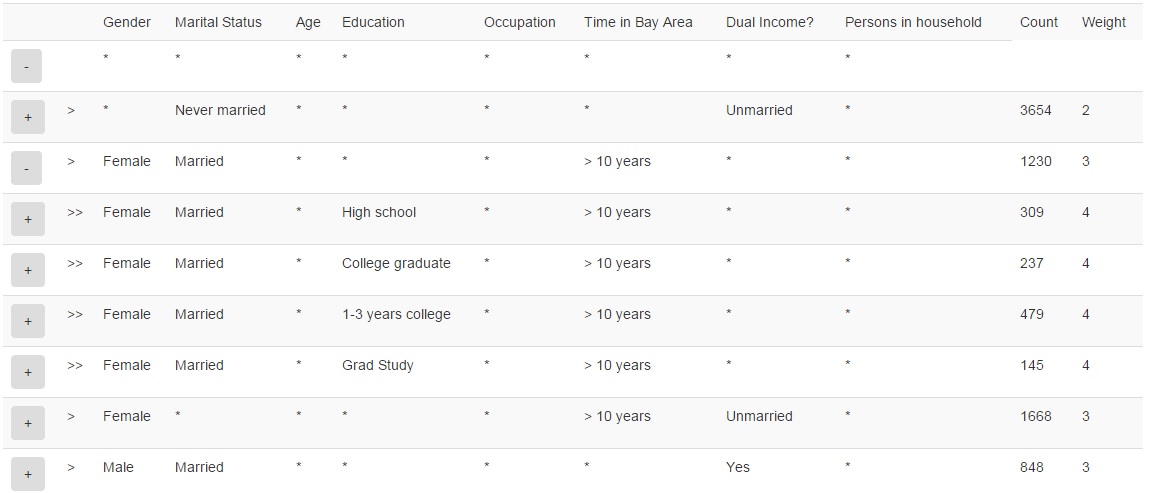 Gender Marital Status Age Education Occupation Time in Bay Area Dual Income? Persons in household Count Weight
- * * * * * * * *
+ > * Never married * * * * Unmarried * 3654 2
- > Female Married * * * > 10 years * * 1230 3
+ >> Female Married * High school * > 10 years * * 309 4
+ >> Female Married * College graduate * > 10 years * * 237 4
+ >> Female Married * 1-3 years college * > 10 years * * 479 4
+ >> Female Married * Grad Study * > 10 years * * 145 4
+ > Female * * * * > 10 years Unmarried * 1668 3
+ > Male Married * * * * Yes * 848 3